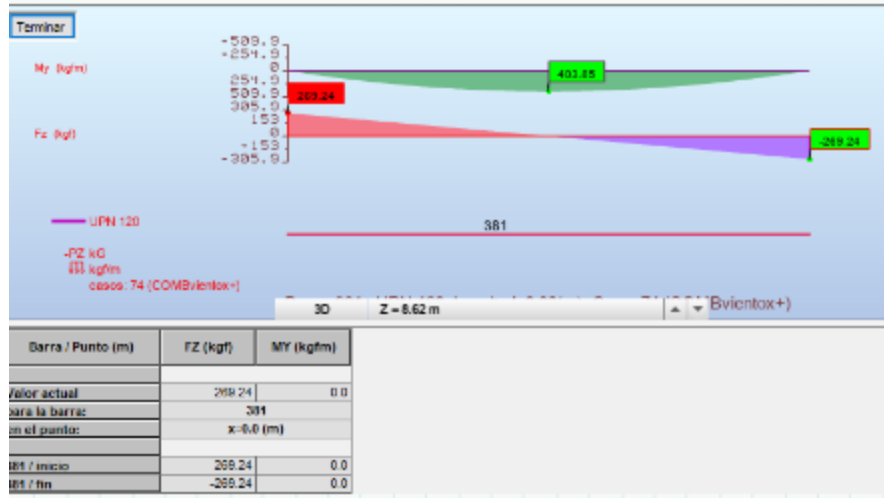 Terminar
-509.9
-254.9
My (kgfm)
0
403.85
254.9
509.9
269.24
305.9
153
Fz (kgf)
0
-269.24
-153
-305.9
UPN 120
381
-PZ kG
kgf/m
casos: 74 (COMBvientox+)
3D Z = 8.62 m
Bvientox+)
Barra / Punto (m) FZ (kgf) MY (kgfm)
Valor actual 269.24 0.0
para la barra: 381
en el punto: x=0.0 (m)
381 / inicio 269.24 0.0
381 / fin -269.24 0.0